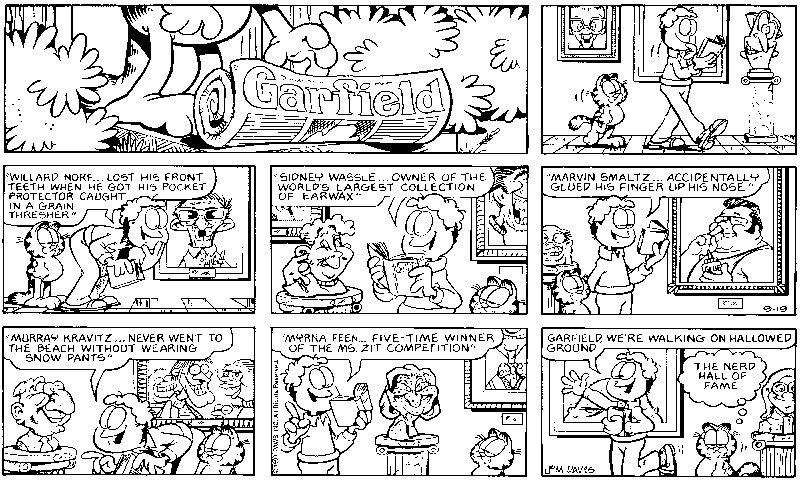 Garfield
"WILLARD NORF... LOST HIS FRONT
TEETH WHEN HE GOT HIS POCKET
PROTECTOR CAUGHT
IN A GRAIN
THRESHER"
"SIDNEY WASSLE... OWNER OF THE
WORLD'S LARGEST COLLECTION
OF EARWAX"
"MARVIN SMALTZ... ACCIDENTALLY
GLUED HIS FINGER UP HIS NOSE"
9-19
"MURRAY KRAVITZ... NEVER WENT TO
THE BEACH WITHOUT WEARING
SNOW PANTS"
"MYRNA FEEN... FIVE-TIME WINNER
OF THE MS. ZIT COMPETITION"
GARFIELD, WE'RE WALKING ON HALLOWED
GROUND
THE NERD
HALL OF
FAME
JIM DAVIS